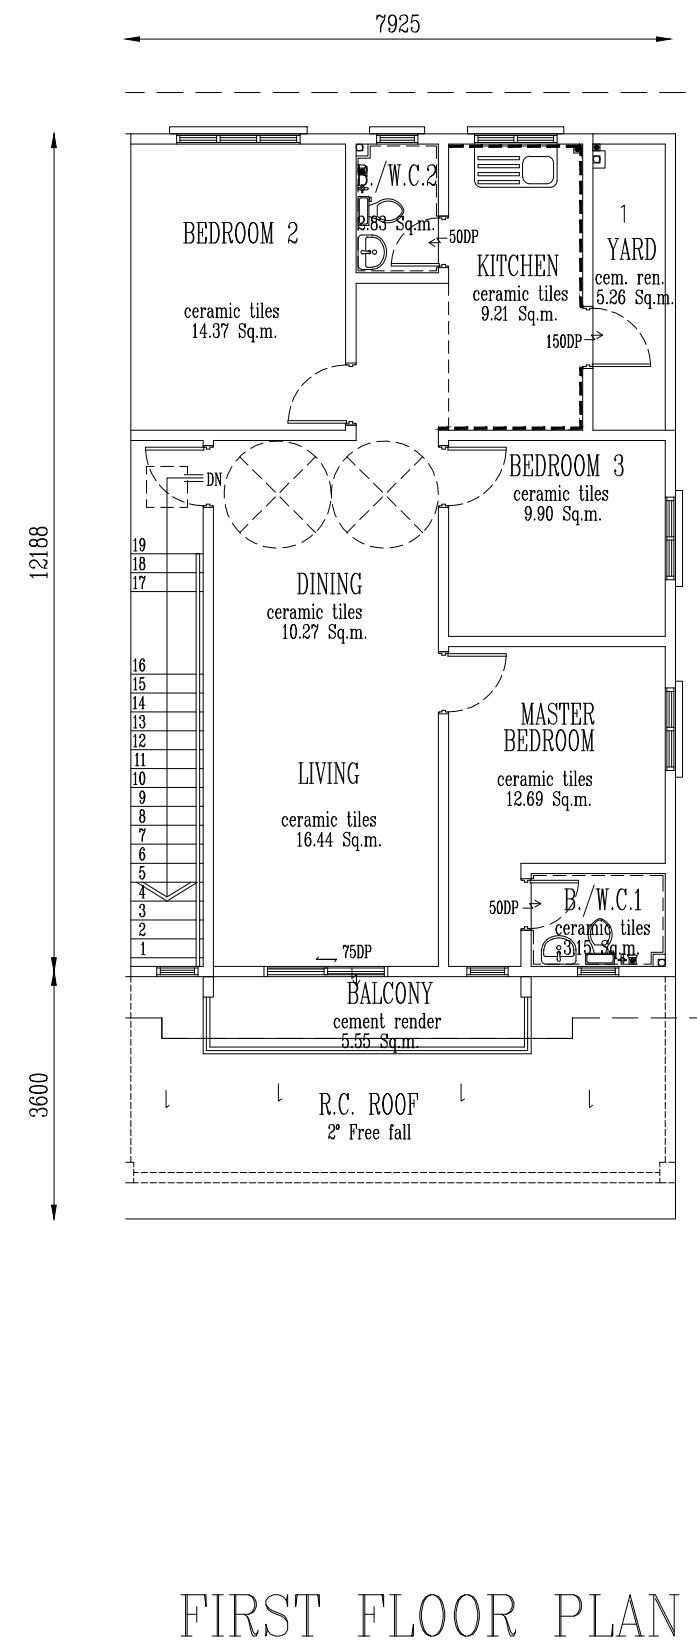 7925
B./W.C.2
2.83 Sq.m.
50DP
BEDROOM 2
ceramic tiles
14.37 Sq.m.
KITCHEN
ceramic tiles
9.21 Sq.m.
1
YARD
cem. ren.
5.26 Sq.m.
150DP
DN
BEDROOM 3
ceramic tiles
9.90 Sq.m.
12188
19
18
17
16
15
14
13
12
11
10
9
8
7
6
5
4
3
2
1
DINING
ceramic tiles
10.27 Sq.m.
MASTER
BEDROOM
ceramic tiles
12.69 Sq.m.
LIVING
ceramic tiles
16.44 Sq.m.
50DP
B./W.C.1
ceramic tiles
3.15 Sq.m.
75DP
BALCONY
cement render
5.55 Sq.m.
3600
R.C. ROOF
2° Free fall
FIRST FLOOR PLAN